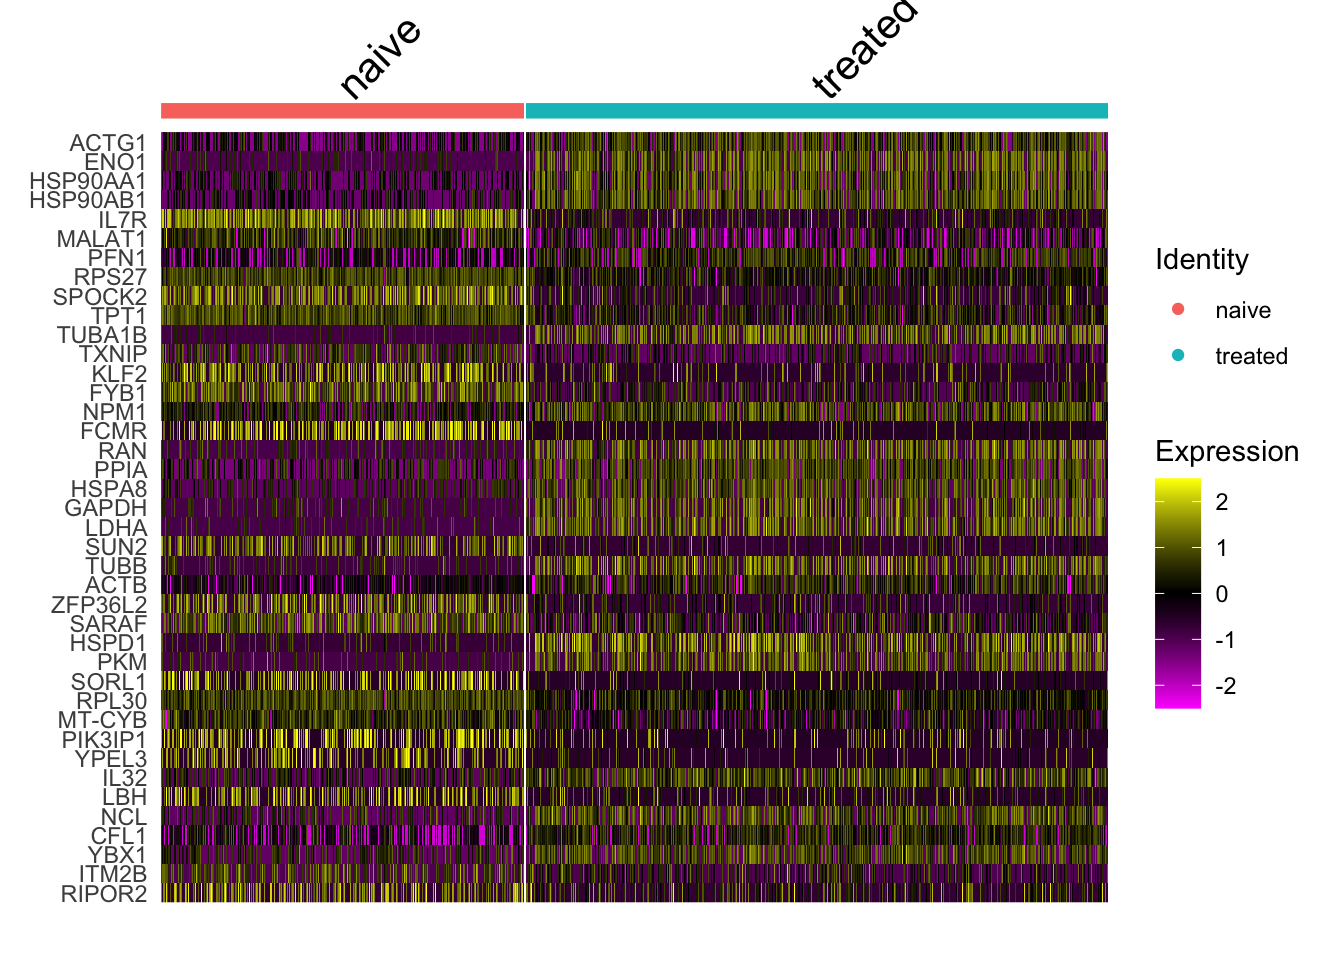 naive
treated
ACTG1
ENO1
HSP90AA1
HSP90AB1
IL7R
MALAT1
PFN1
RPS27
SPOCK2
TPT1
TUBA1B
TXNIP
KLF2
FYB1
NPM1
FCMR
RAN
PPIA
HSPA8
GAPDH
LDHA
SUN2
TUBB
ACTB
ZFP36L2
SARAF
HSPD1
PKM
SORL1
RPL30
MT-CYB
PIK3IP1
YPEL3
IL32
LBH
NCL
CFL1
YBX1
ITM2B
RIPOR2
Identity
naive
treated
Expression
2
1
0
-1
-2